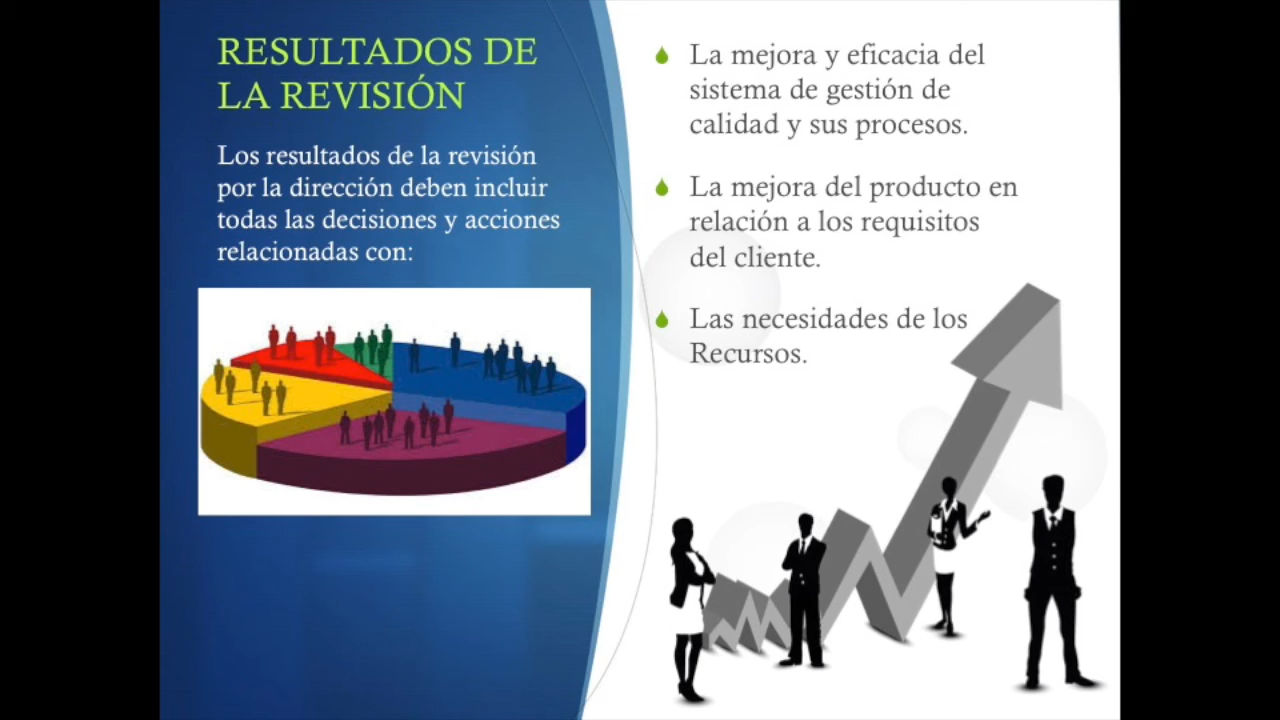 RESULTADOS DE
LA REVISIÓN
Los resultados de la revisión
por la dirección deben incluir
todas las decisiones y acciones
relacionadas con:
La mejora y eficacia del
sistema de gestión de
calidad y sus procesos.
La mejora del producto en
relación a los requisitos
del cliente.
Las necesidades de los
Recursos.